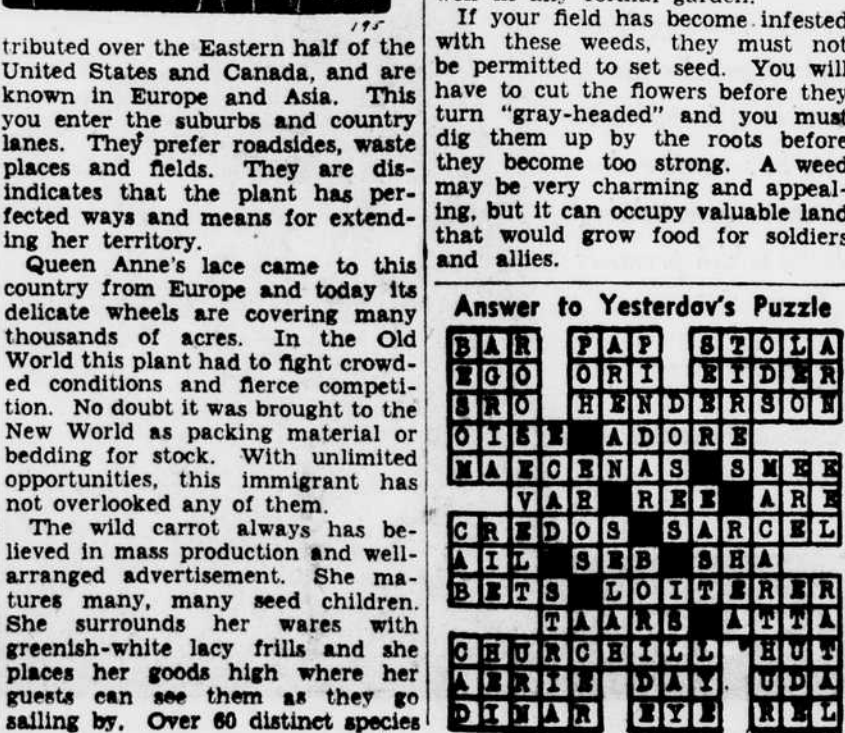 195
tributed over the Eastern half of the
United States and Canada, and are
known in Europe and Asia. This
you enter the suburbs and country
lanes. They prefer roadsides, waste
places and fields. They are dis-
indicates that the plant has per-
fected ways and means for extend-
ing her territory.
Queen Anne's lace came to this
country from Europe and today its
delicate wheels are covering many
thousands of acres. In the Old
World this plant had to fight crowd-
ed conditions and fierce competi-
tion. No doubt it was brought to the
New World as packing material or
bedding for stock. With unlimited
opportunities, this immigrant has
not overlooked any of them.
The wild carrot always has be-
lieved in mass production and well-
arranged advertisement. She ma-
tures many, many seed children.
She surrounds her wares with
greenish-white lacy frills and she
places her goods high where her
guests can see them as they go
sailing by. Over 60 distinct species
If your field has become infested
with these weeds, they must not
be permitted to set seed. You will
have to cut the flowers before they
turn "gray-headed" and you must
dig them up by the roots before
they become too strong. A weed
may be very charming and appeal-
ing, but it can occupy valuable land
that would grow food for soldiers
and allies.
Answer to Yesterday's Puzzle
BAR PAP STOLA
EGO ORI EIDER
SRO HENDERSON
OISE ADORE
MAECENAS SMEE
VAR REE ARE
CREDOS SARCEL
AIL SEB SHA
BETS LOITERER
TAARS ATTA
CHURCHILL HUT
AERIE DAY UDA
DINAR EYE REL